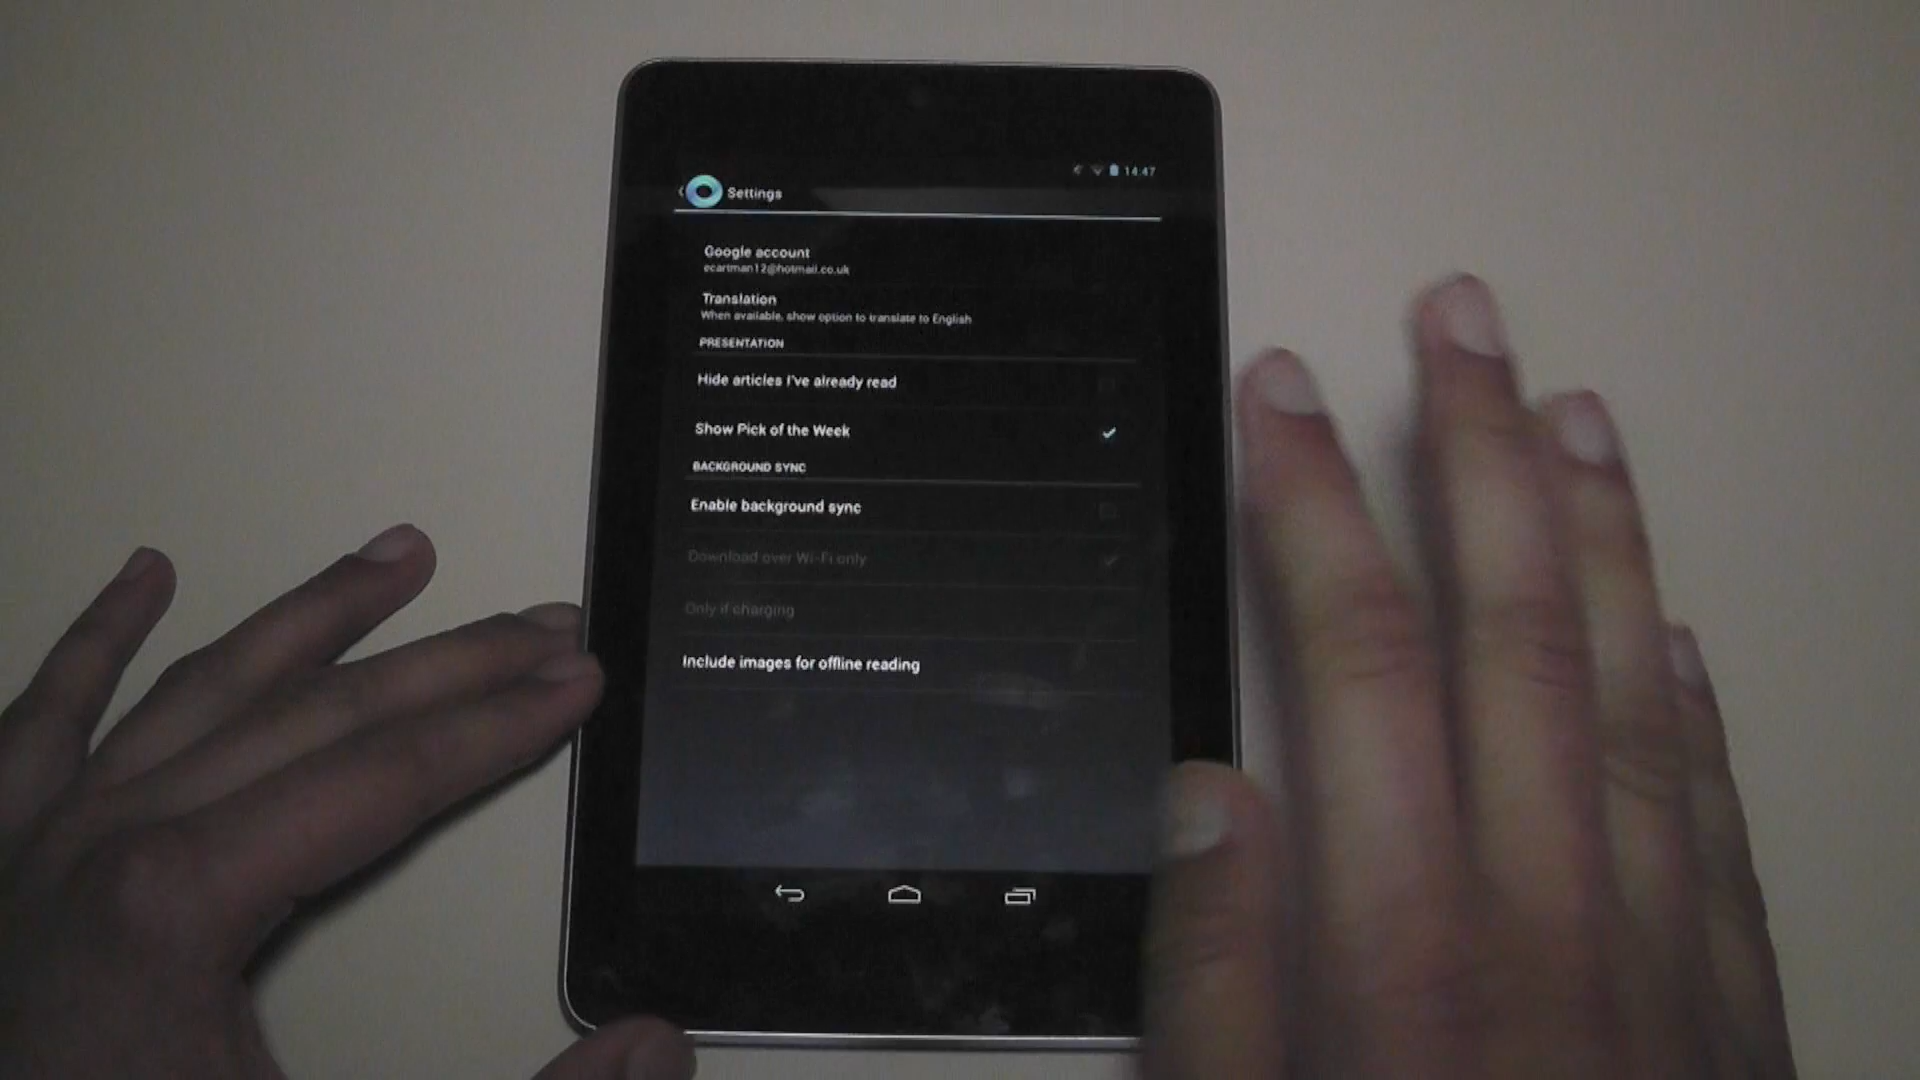 14:47
Settings
Google account
ecartman12@hotmail.co.uk
Translation
When available, show option to translate to English
PRESENTATION
Hide articles I've already read
Show Pick of the Week
BACKGROUND SYNC
Enable background sync
Download over Wi-Fi only
Only if charging
Include images for offline reading